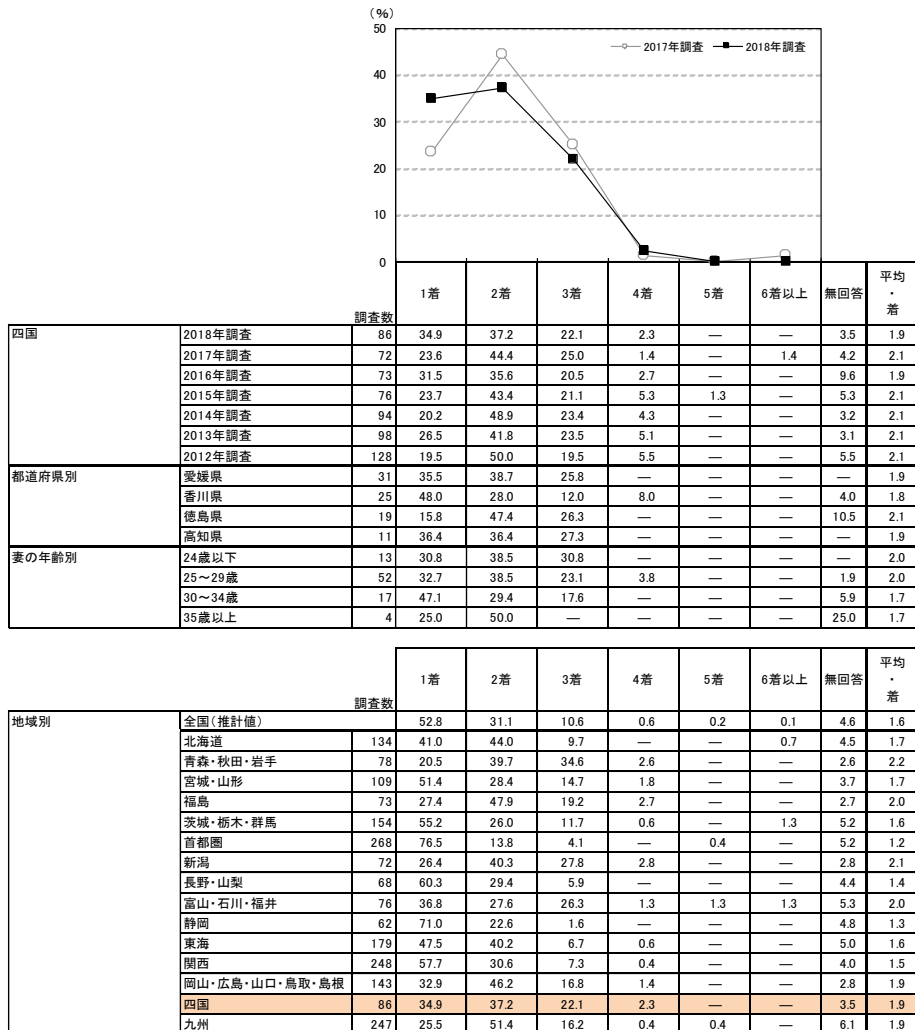 (%)
50
40
30
20
10
0
2017年調査 2018年調査
調査数 1着 2着 3着 4着 5着 6着以上 無回答 平均・着
四国 2018年調査 86 34.9 37.2 22.1 2.3 — — 3.5 1.9
2017年調査 72 23.6 44.4 25.0 1.4 — 1.4 4.2 2.1
2016年調査 73 31.5 35.6 20.5 2.7 — — 9.6 1.9
2015年調査 76 23.7 43.4 21.1 5.3 1.3 — 5.3 2.1
2014年調査 94 20.2 48.9 23.4 4.3 — — 3.2 2.1
2013年調査 98 26.5 41.8 23.5 5.1 — — 3.1 2.1
2012年調査 128 19.5 50.0 19.5 5.5 — — 5.5 2.1
都道府県別 愛媛県 31 35.5 38.7 25.8 — — — — 1.9
香川県 25 48.0 28.0 12.0 8.0 — — 4.0 1.8
徳島県 19 15.8 47.4 26.3 — — — 10.5 2.1
高知県 11 36.4 36.4 27.3 — — — — 1.9
妻の年齢別 24歳以下 13 30.8 38.5 30.8 — — — — 2.0
25～29歳 52 32.7 38.5 23.1 3.8 — — 1.9 2.0
30～34歳 17 47.1 29.4 17.6 — — — 5.9 1.7
35歳以上 4 25.0 50.0 — — — — 25.0 1.7
調査数 1着 2着 3着 4着 5着 6着以上 無回答 平均・着
地域別 全国(推計値) 52.8 31.1 10.6 0.6 0.2 0.1 4.6 1.6
北海道 134 41.0 44.0 9.7 — — 0.7 4.5 1.7
青森・秋田・岩手 78 20.5 39.7 34.6 2.6 — — 2.6 2.2
宮城・山形 109 51.4 28.4 14.7 1.8 — — 3.7 1.7
福島 73 27.4 47.9 19.2 2.7 — — 2.7 2.0
茨城・栃木・群馬 154 55.2 26.0 11.7 0.6 — 1.3 5.2 1.6
首都圏 268 76.5 13.8 4.1 — 0.4 — 5.2 1.2
新潟 72 26.4 40.3 27.8 2.8 — — 2.8 2.1
長野・山梨 68 60.3 29.4 5.9 — — — 4.4 1.4
富山・石川・福井 76 36.8 27.6 26.3 1.3 1.3 1.3 5.3 2.0
静岡 62 71.0 22.6 1.6 — — — 4.8 1.3
東海 179 47.5 40.2 6.7 0.6 — — 5.0 1.6
関西 248 57.7 30.6 7.3 0.4 — — 4.0 1.5
岡山・広島・山口・鳥取・島根 143 32.9 46.2 16.8 1.4 — — 2.8 1.9
四国 86 34.9 37.2 22.1 2.3 — — 3.5 1.9
九州 247 25.5 51.4 16.2 0.4 0.4 — 6.1 1.9